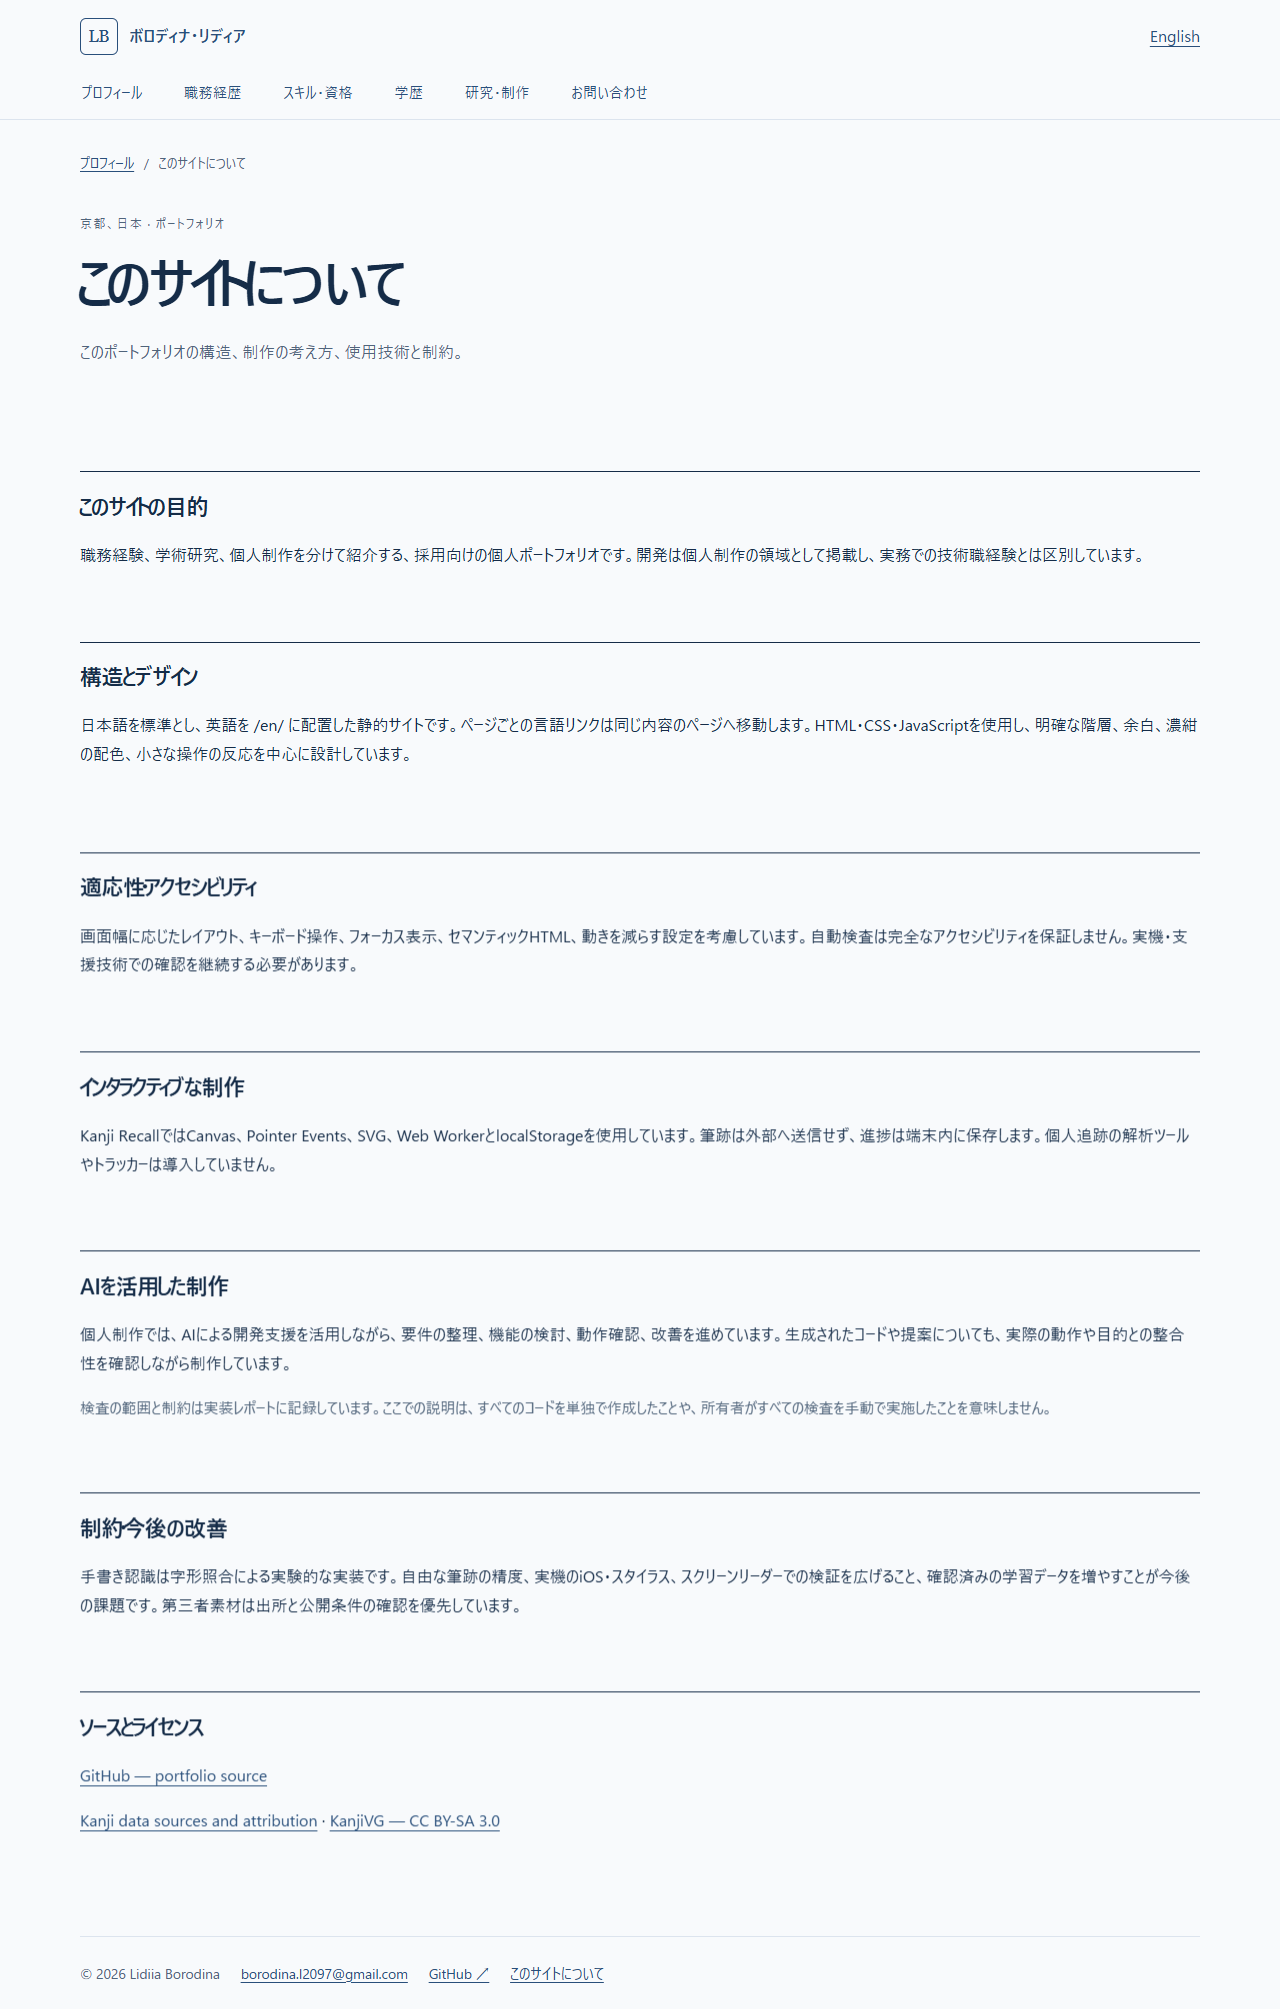 LB ボロディナ・リディア
English
プロフィール 職務経歴 スキル・資格 学歴 研究・制作 お問い合わせ
プロフィール / このサイトについて
京都、日本・ポートフォリオ
このサイトについて
このポートフォリオの構造、制作の考え方、使用技術と制約。
このサイトの目的
職務経験、学術研究、個人制作を分けて紹介する、採用向けの個人ポートフォリオです。開発は個人制作の領域として掲載し、実務での技術職経験とは区別しています。
構造とデザイン
日本語を標準とし、英語を /en/ に配置した静的サイトです。ページごとの言語リンクは同じ内容のページへ移動します。HTML・CSS・JavaScriptを使用し、明確な階層、余白、濃紺
の配色、小さな操作の反応を中心に設計しています。
適応性・アクセシビリティ
画面幅に応じたレイアウト、キーボード操作、フォーカス表示、セマンティックHTML、動きを減らす設定を考慮しています。自動検査は完全なアクセシビリティを保証しません。実機・支
援技術での確認を継続する必要があります。
インタラクティブな制作
Kanji RecallではCanvas、Pointer Events、SVG、Web WorkerとlocalStorageを使用しています。筆跡は外部へ送信せず、進捗は端末内に保存します。個人追跡の解析ツール
やトラッカーは導入していません。
AIを活用した制作
個人制作では、AIによる開発支援を活用しながら、要件の整理、機能の検討、動作確認、改善を進めています。生成されたコードや提案についても、実際の動作や目的との整合
性を確認しながら制作しています。
検査の範囲と制約は実装レポートに記録しています。ここでの説明は、すべてのコードを単独で作成したことや、所有者がすべての検査を手動で実施したことを意味しません。
制約・今後の改善
手書き認識は字形照合による実験的な実装です。自由な筆跡の精度、実機のiOS・スタイラス、スクリーンリーダーでの検証を広げること、確認済みの学習データを増やすことが今後
の課題です。第三者素材は出所と公開条件の確認を優先しています。
ソースとライセンス
GitHub — portfolio source
Kanji data sources and attribution · KanjiVG — CC BY-SA 3.0
© 2026 Lidiia Borodina borodina.l2097@gmail.com GitHub ↗ このサイトについて